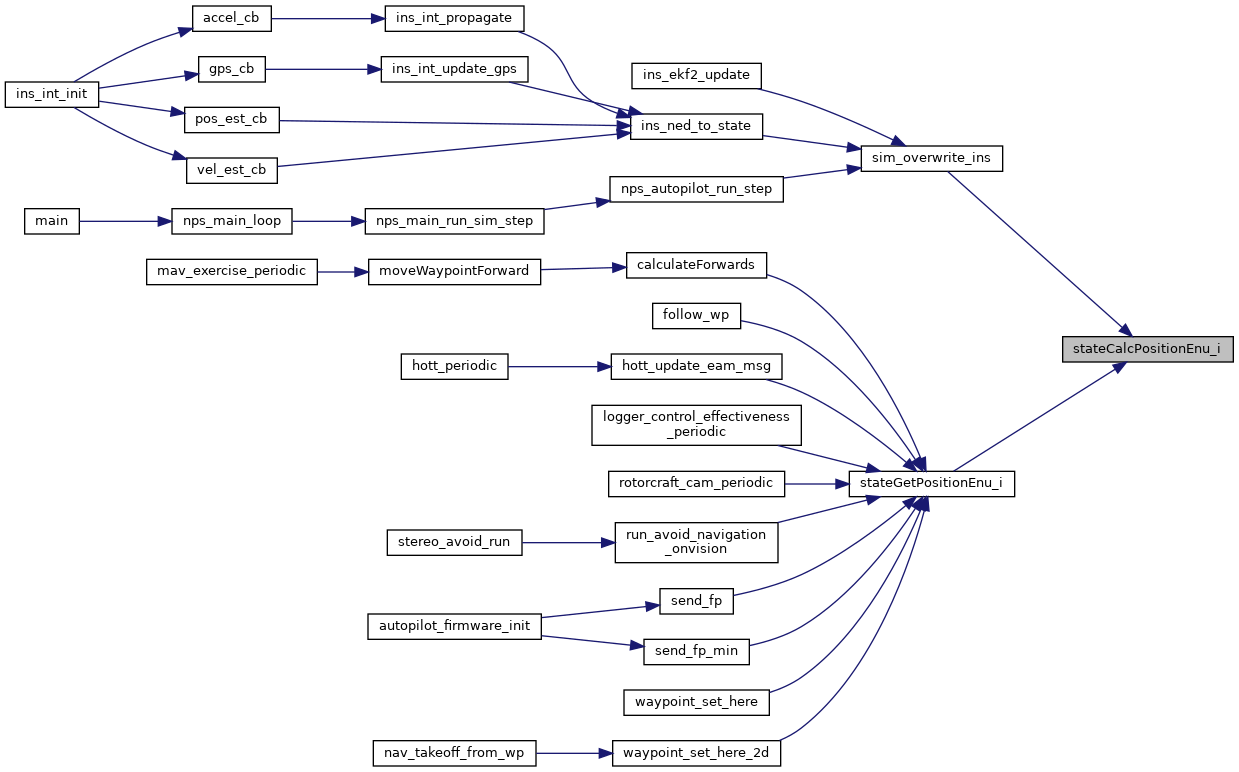 accel_cb
ins_int_propagate
gps_cb
ins_int_update_gps
ins_ekf2_update
ins_int_init
pos_est_cb
ins_ned_to_state
vel_est_cb
sim_overwrite_ins
nps_autopilot_run_step
main
nps_main_loop
nps_main_run_sim_step
mav_exercise_periodic
moveWaypointForward
calculateForwards
follow_wp
stateCalcPositionEnu_i
hott_periodic
hott_update_eam_msg
logger_control_effectiveness
_periodic
rotorcraft_cam_periodic
stateGetPositionEnu_i
stereo_avoid_run
run_avoid_navigation
_onvision
send_fp
autopilot_firmware_init
send_fp_min
waypoint_set_here
nav_takeoff_from_wp
waypoint_set_here_2d